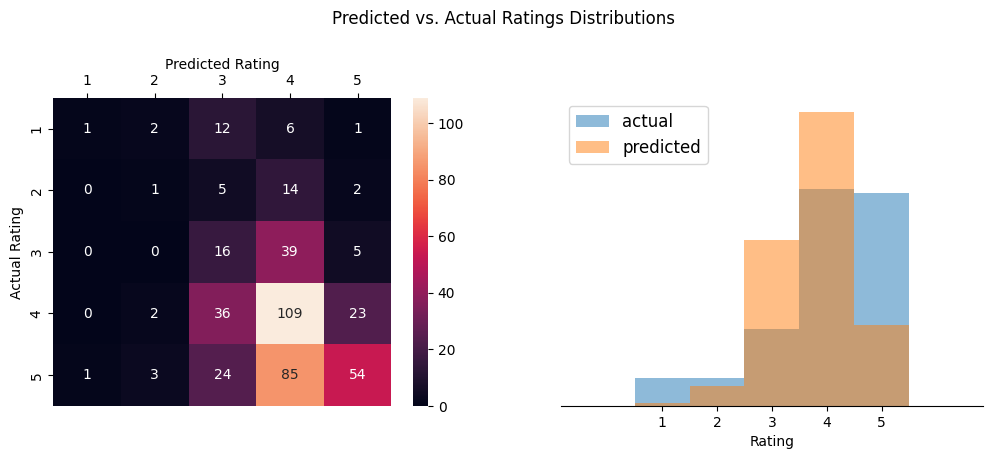 Predicted vs. Actual Ratings Distributions
Predicted Rating
1 2 3 4 5
Actual Rating
1 1 2 12 6 1
2 0 1 5 14 2
3 0 0 16 39 5
4 0 2 36 109 23
5 1 3 24 85 54
100
80
60
40
20
0
actual
predicted
1 2 3 4 5
Rating